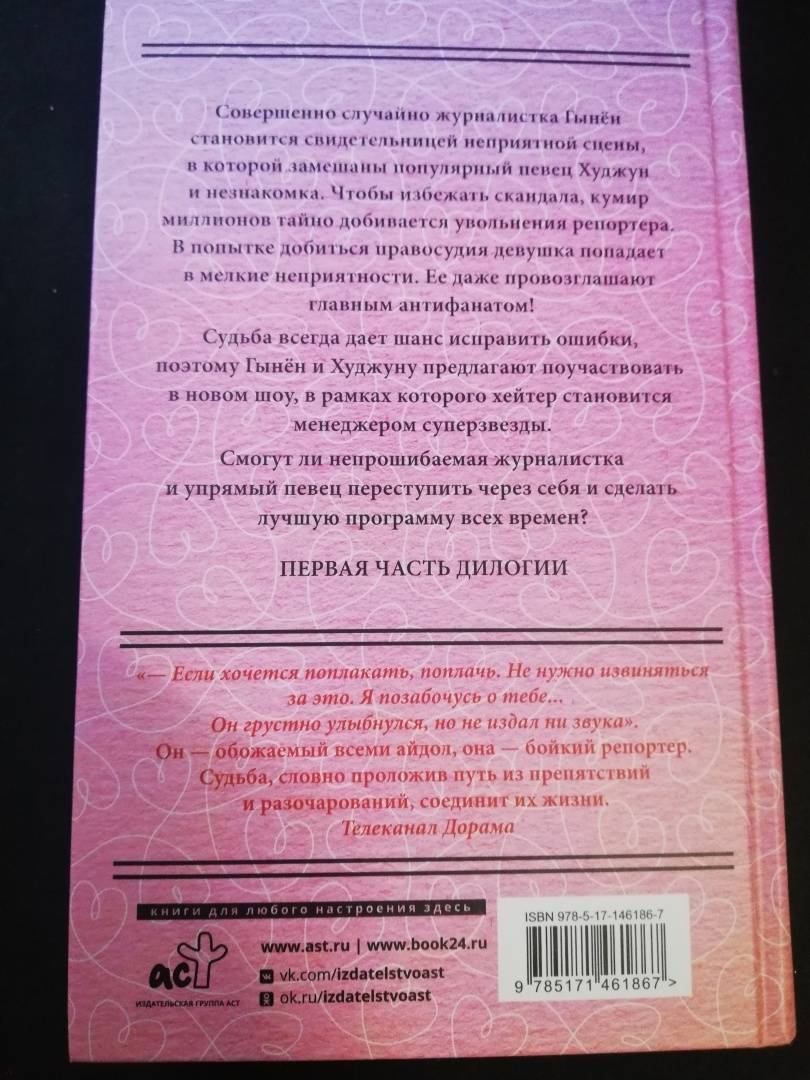 Совершенно случайно журналистка Гынён
становится свидетельницей неприятной сцены,
в которой замешаны популярный певец Худжун
и незнакомка. Чтобы избежать скандала, кумир
миллионов тайно добивается увольнения репортера.
В попытке добиться правосудия девушка попадает
в мелкие неприятности. Ее даже провозглашают
главным антифанатом!
Судьба всегда дает шанс исправить ошибки,
поэтому Гынён и Худжуну предлагают поучаствовать
в новом шоу, в рамках которого хейтер становится
менеджером суперзвезды.
Смогут ли непрошибаемая журналистка
и упрямый певец переступить через себя и сделать
лучшую программу всех времен?
ПЕРВАЯ ЧАСТЬ ДИЛОГИИ
«— Если хочется поплакать, поплачь. Не нужно извиняться
за это. Я позабочусь о тебе...
Он грустно улыбнулся, но не издал ни звука».
Он — обожаемый всеми айдол, она — бойкий репортер.
Судьба, словно проложив путь из препятствий
и разочарований, соединит их жизни.
Телеканал Дорама
книги для любого настроения здесь
аст
ИЗДАТЕЛЬСКАЯ ГРУППА АСТ
www.ast.ru | www.book24.ru
vk.com/izdatelstvoast
ok.ru/izdatelstvoast
ISBN 978-5-17-146186-7
9 785171 461867 >